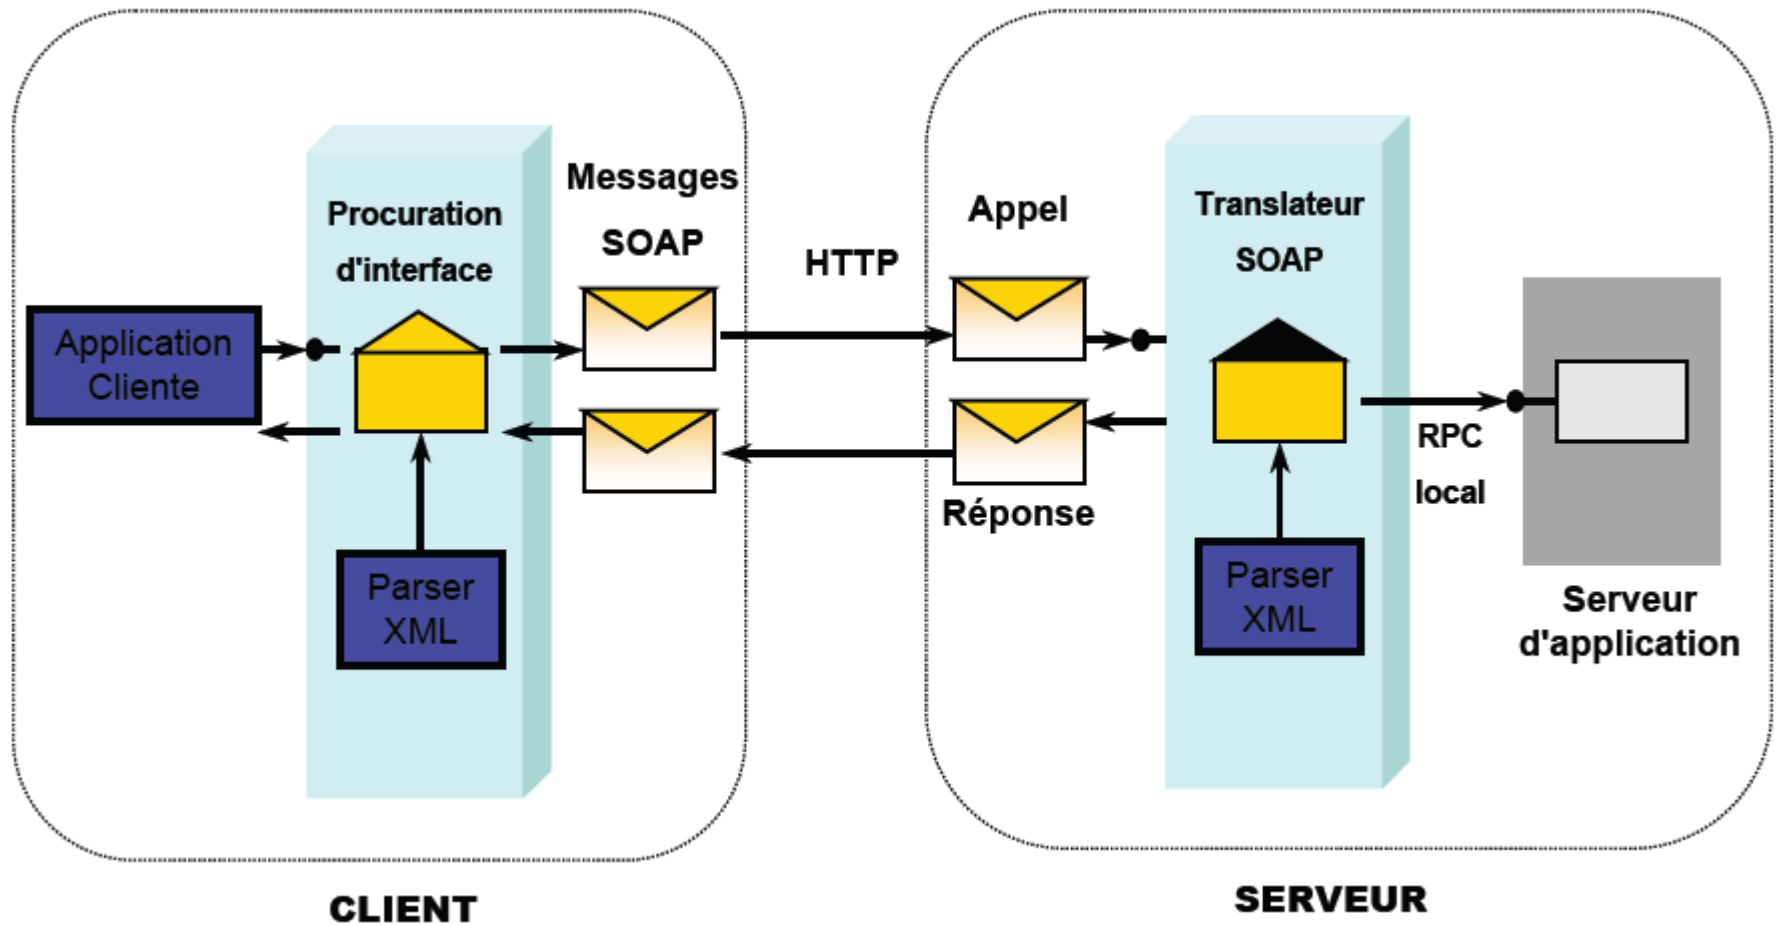 Procuration
d'interface
Messages
SOAP
HTTP
Appel
Translateur
SOAP
Application
Cliente
RPC
local
Réponse
Parser
XML
Parser
XML
Serveur
d'application
CLIENT
SERVEUR